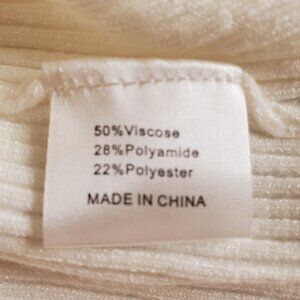 50%Viscose
28%Polyamide
22%Polyester
MADE IN CHINA